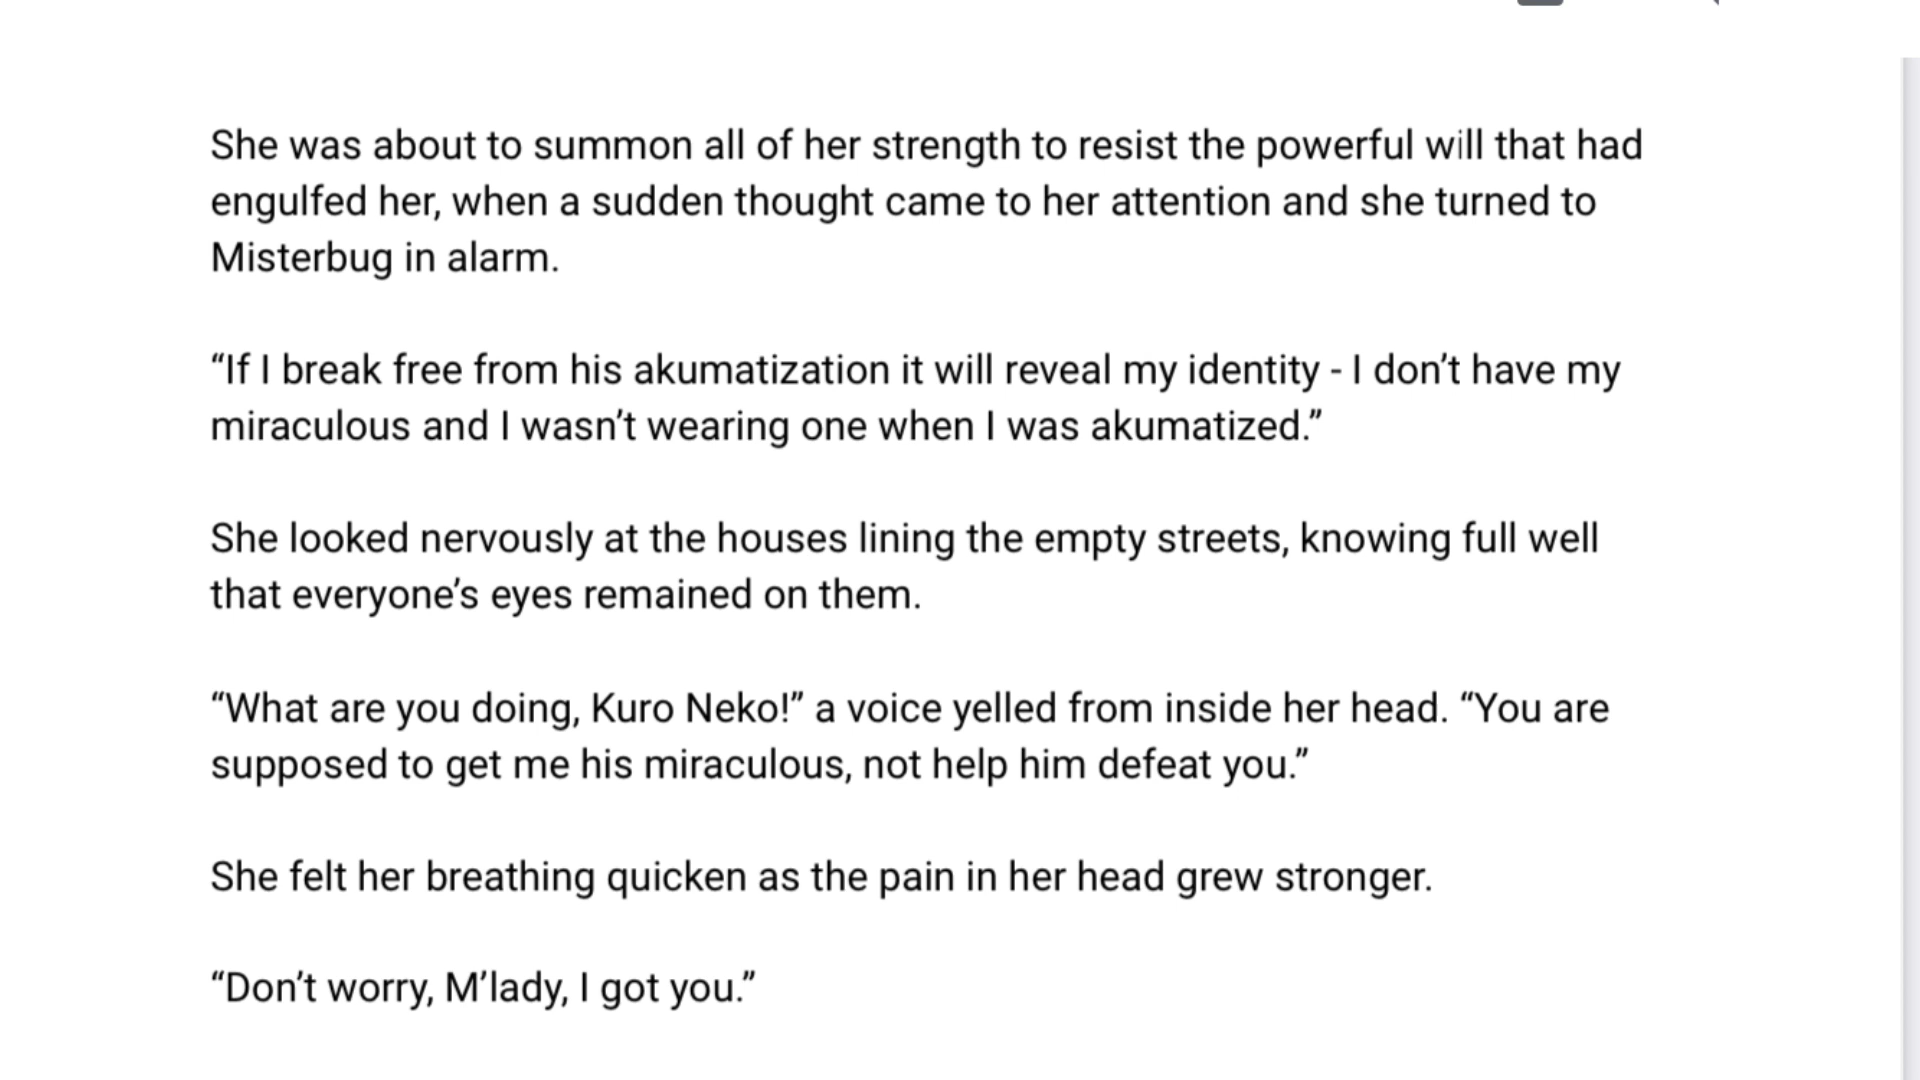 She was about to summon all of her strength to resist the powerful will that had
engulfed her, when a sudden thought came to her attention and she turned to
Misterbug in alarm.
“If I break free from his akumatization it will reveal my identity - I don’t have my
miraculous and I wasn’t wearing one when I was akumatized.”
She looked nervously at the houses lining the empty streets, knowing full well
that everyone’s eyes remained on them.
“What are you doing, Kuro Neko!” a voice yelled from inside her head. “You are
supposed to get me his miraculous, not help him defeat you.”
She felt her breathing quicken as the pain in her head grew stronger.
“Don’t worry, M’lady, I got you.”